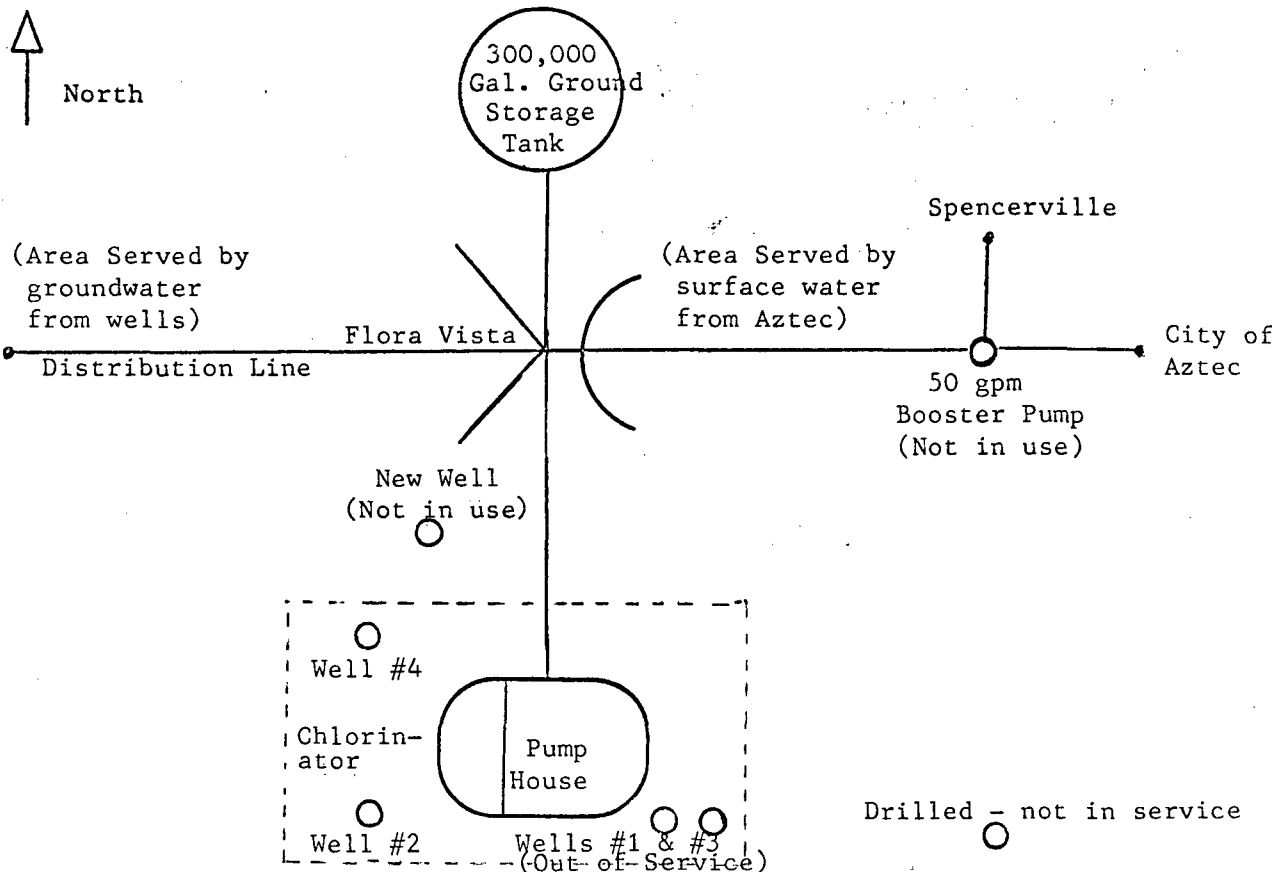 300,000
Gal. Ground
Storage
Tank
North
Spencerville
(Area Served by
groundwater
from wells)
(Area Served by
surface water
from Aztec)
Flora Vista
City of
Aztec
Distribution Line
50 gpm
Booster Pump
(Not in use)
New Well
(Not in use)
Well #4
Chlorin-
ator
Pump
House
Well #2
Wells #1 & #3
(Out of Service)
Drilled - not in service